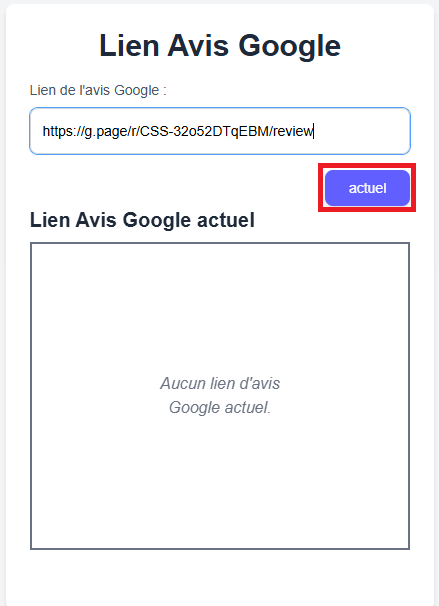 Lien Avis Google
Lien de l'avis Google :
https://g.page/r/CSS-32o52DTqEBM/review
actuel
Lien Avis Google actuel
Aucun lien d'avis
Google actuel.